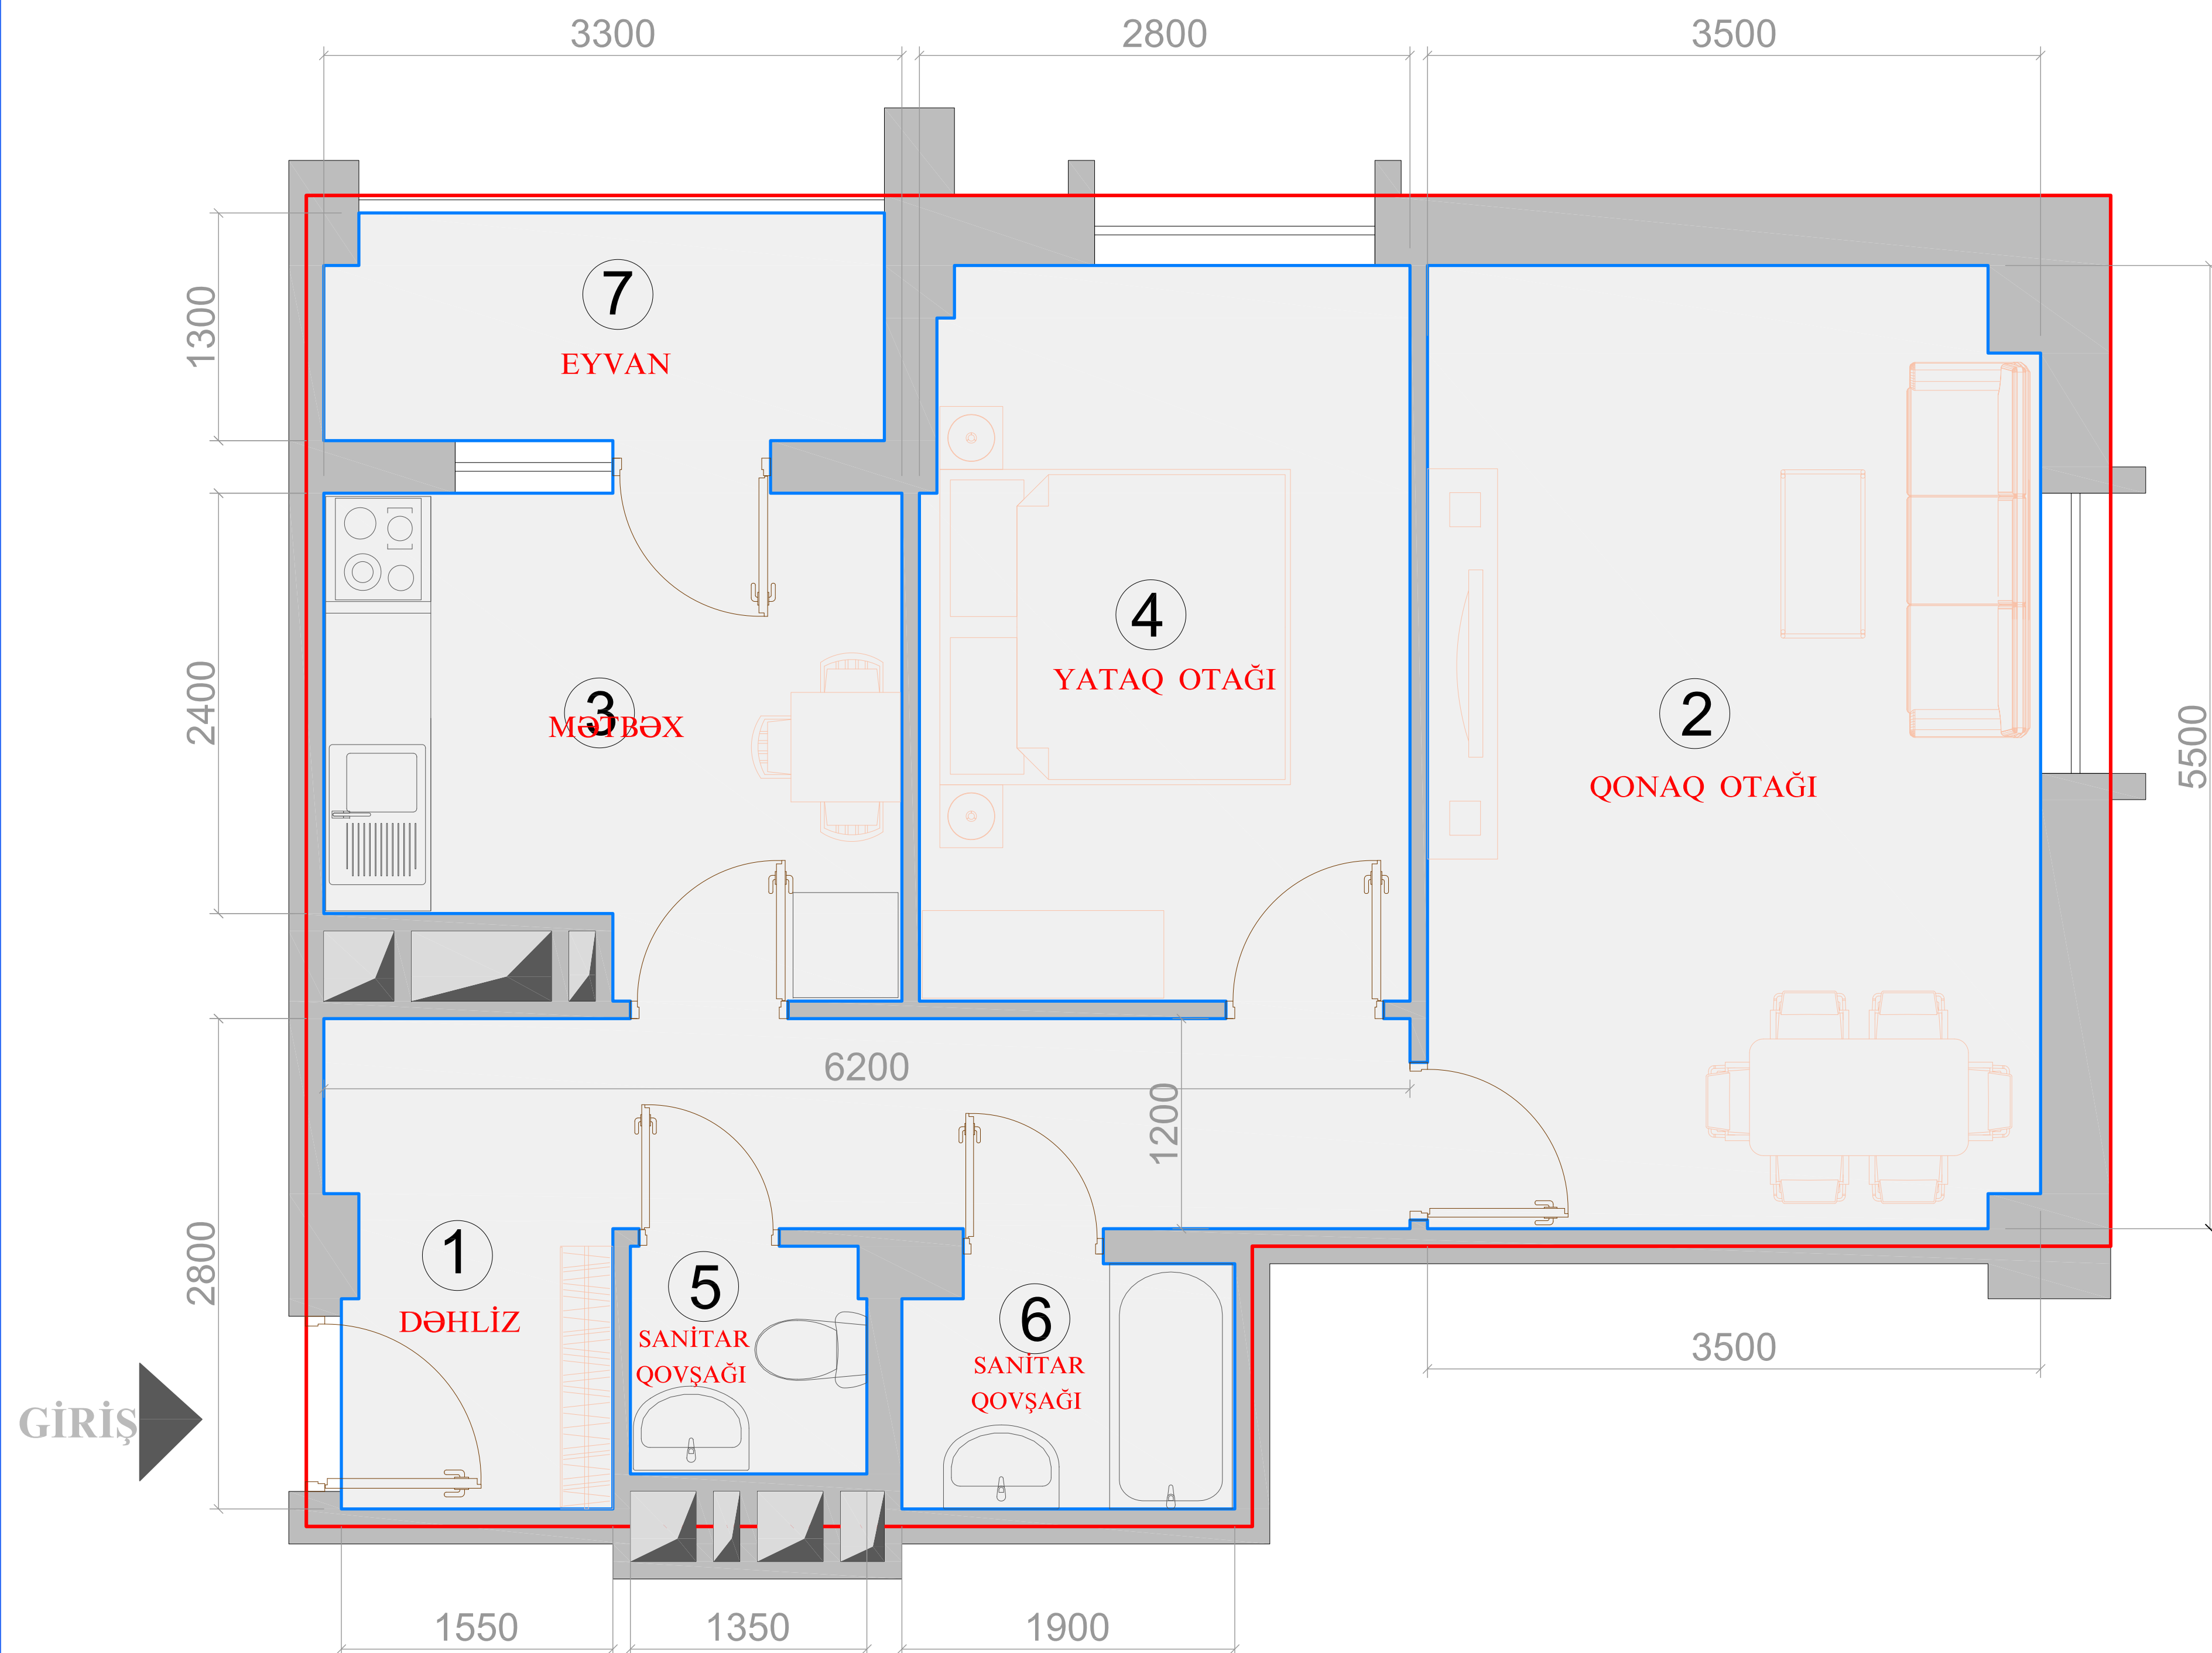 3300
2800
3500
7
EYVAN
1300
4
YATAQ OTAĞI
3
MƏTBƏX
2
QONAQ OTAĞI
2400
5500
6200
1200
1
DƏHLİZ
5
SANİTAR
QOVŞAĞI
6
SANİTAR
QOVŞAĞI
2800
3500
GİRİŞ
1550
1350
1900